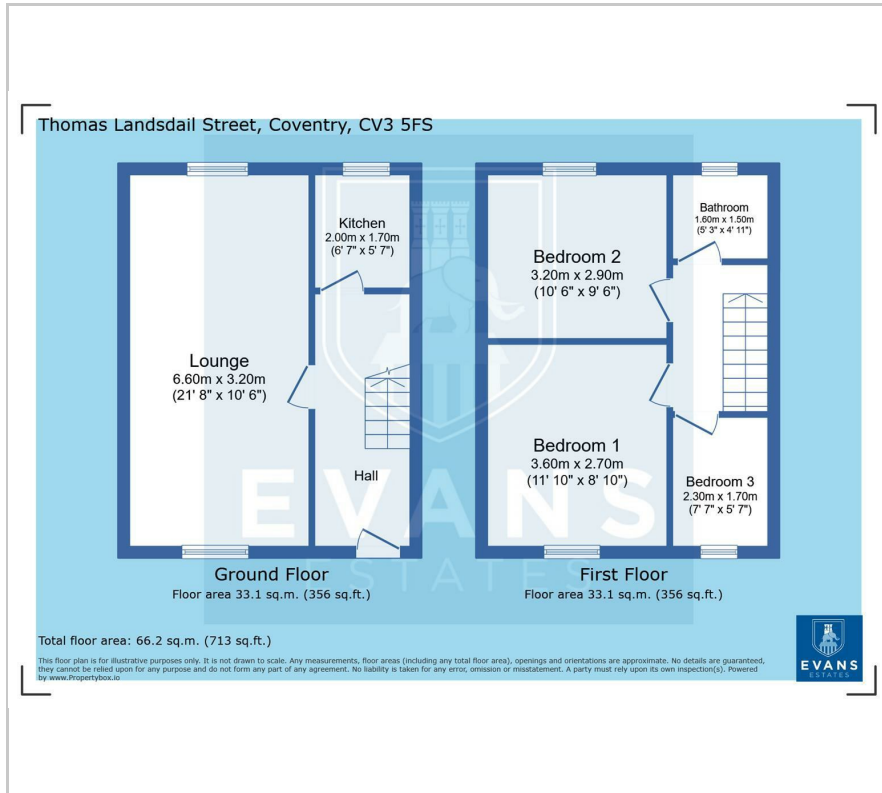 Thomas Landsdail Street, Coventry, CV3 5FS
Kitchen
2.00m x 1.70m
(6' 7" x 5' 7")
Lounge
6.60m x 3.20m
(21' 8" x 10' 6")
Hall
Bathroom
1.60m x 1.50m
(5' 3" x 4' 11")
Bedroom 2
3.20m x 2.90m
(10' 6" x 9' 6")
Bedroom 1
3.60m x 2.70m
(11' 10" x 8' 10")
Bedroom 3
2.30m x 1.70m
(7' 7" x 5' 7")
EVANS
ESTATES
Ground Floor
Floor area 33.1 sq.m. (356 sq.ft.)
First Floor
Floor area 33.1 sq.m. (356 sq.ft.)
Total floor area: 66.2 sq.m. (713 sq.ft.)
This floor plan is for illustrative purposes only. It is not drawn to scale. Any measurements, floor areas (including any total floor area), openings and orientations are approximate. No details are guaranteed,
they cannot be relied upon for any purpose and do not form any part of any agreement. No liability is taken for any error, omission or misstatement. A party must rely upon its own inspection(s). Powered
by www.Propertybox.io
EVANS
ESTATES